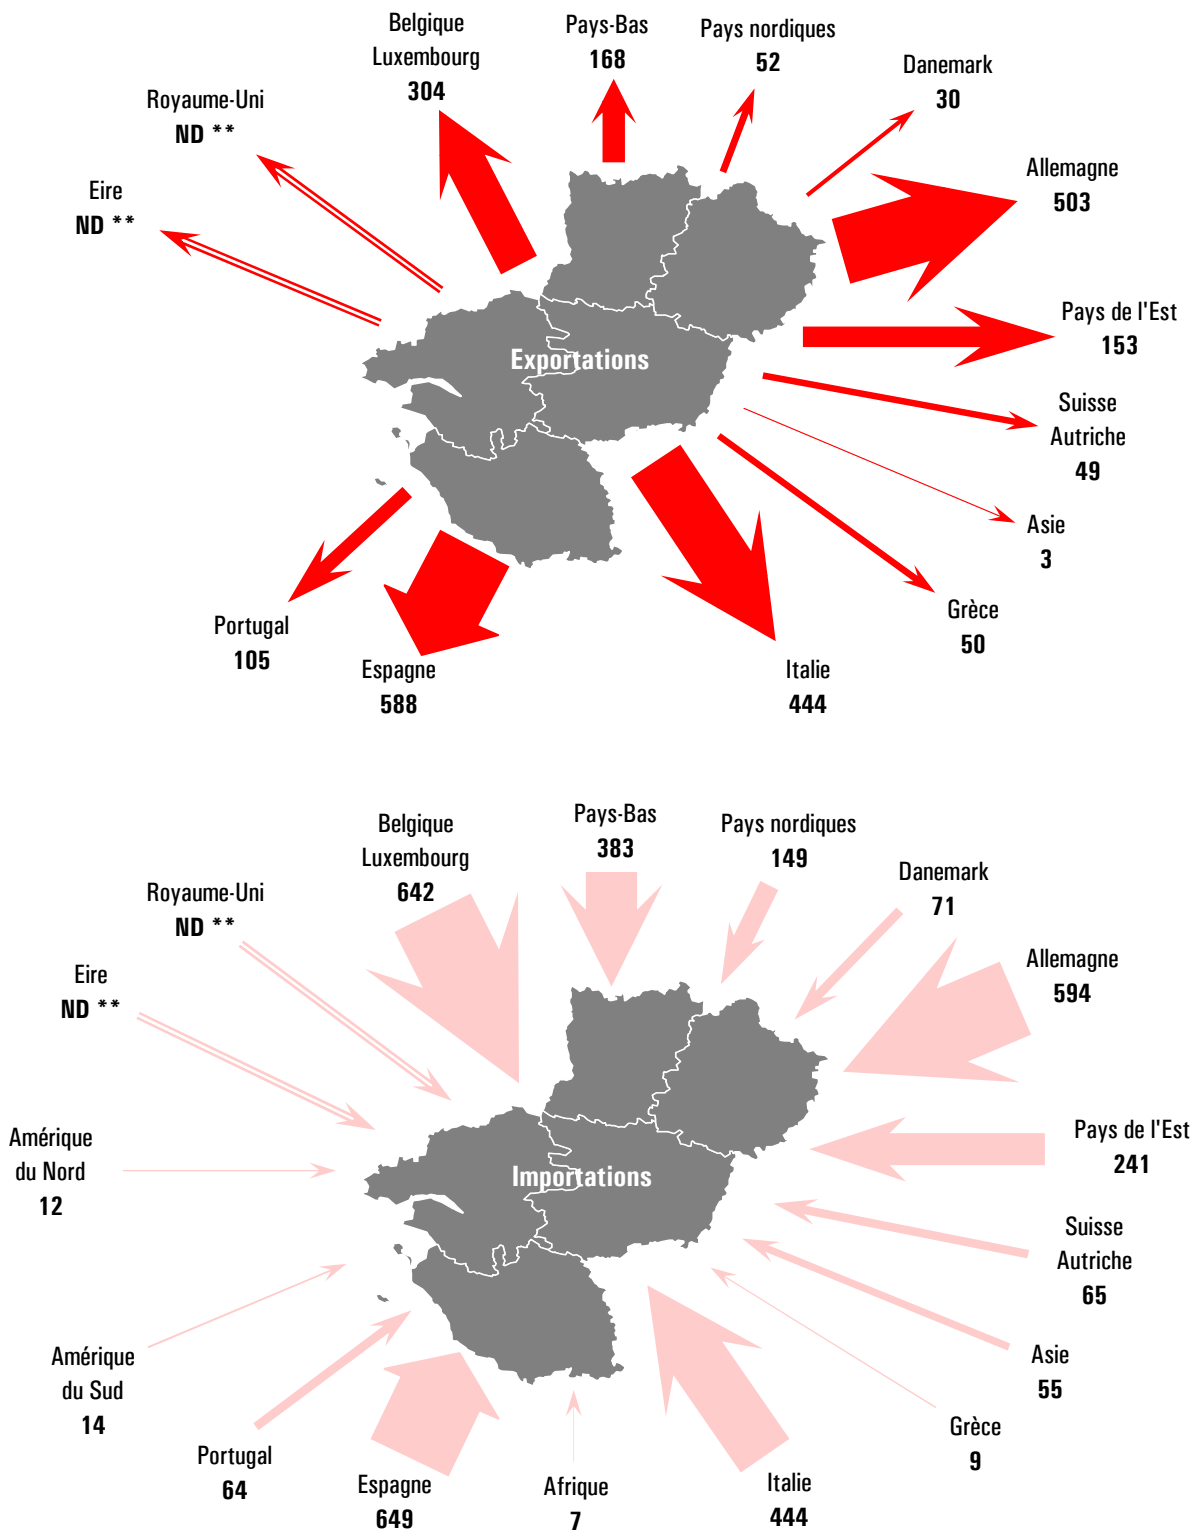 Belgique
Luxembourg
304
Pays-Bas
168
Pays nordiques
52
Danemark
30
Royaume-Uni
ND **
Eire
ND **
Allemagne
503
Pays de l'Est
153
Exportations
Suisse
Autriche
49
Asie
3
Grèce
50
Portugal
105
Espagne
588
Italie
444
Belgique
Luxembourg
642
Pays-Bas
383
Pays nordiques
149
Danemark
71
Royaume-Uni
ND **
Eire
ND **
Allemagne
594
Amérique
du Nord
12
Pays de l'Est
241
Importations
Suisse
Autriche
65
Amérique
du Sud
14
Asie
55
Grèce
9
Portugal
64
Espagne
649
Afrique
7
Italie
444